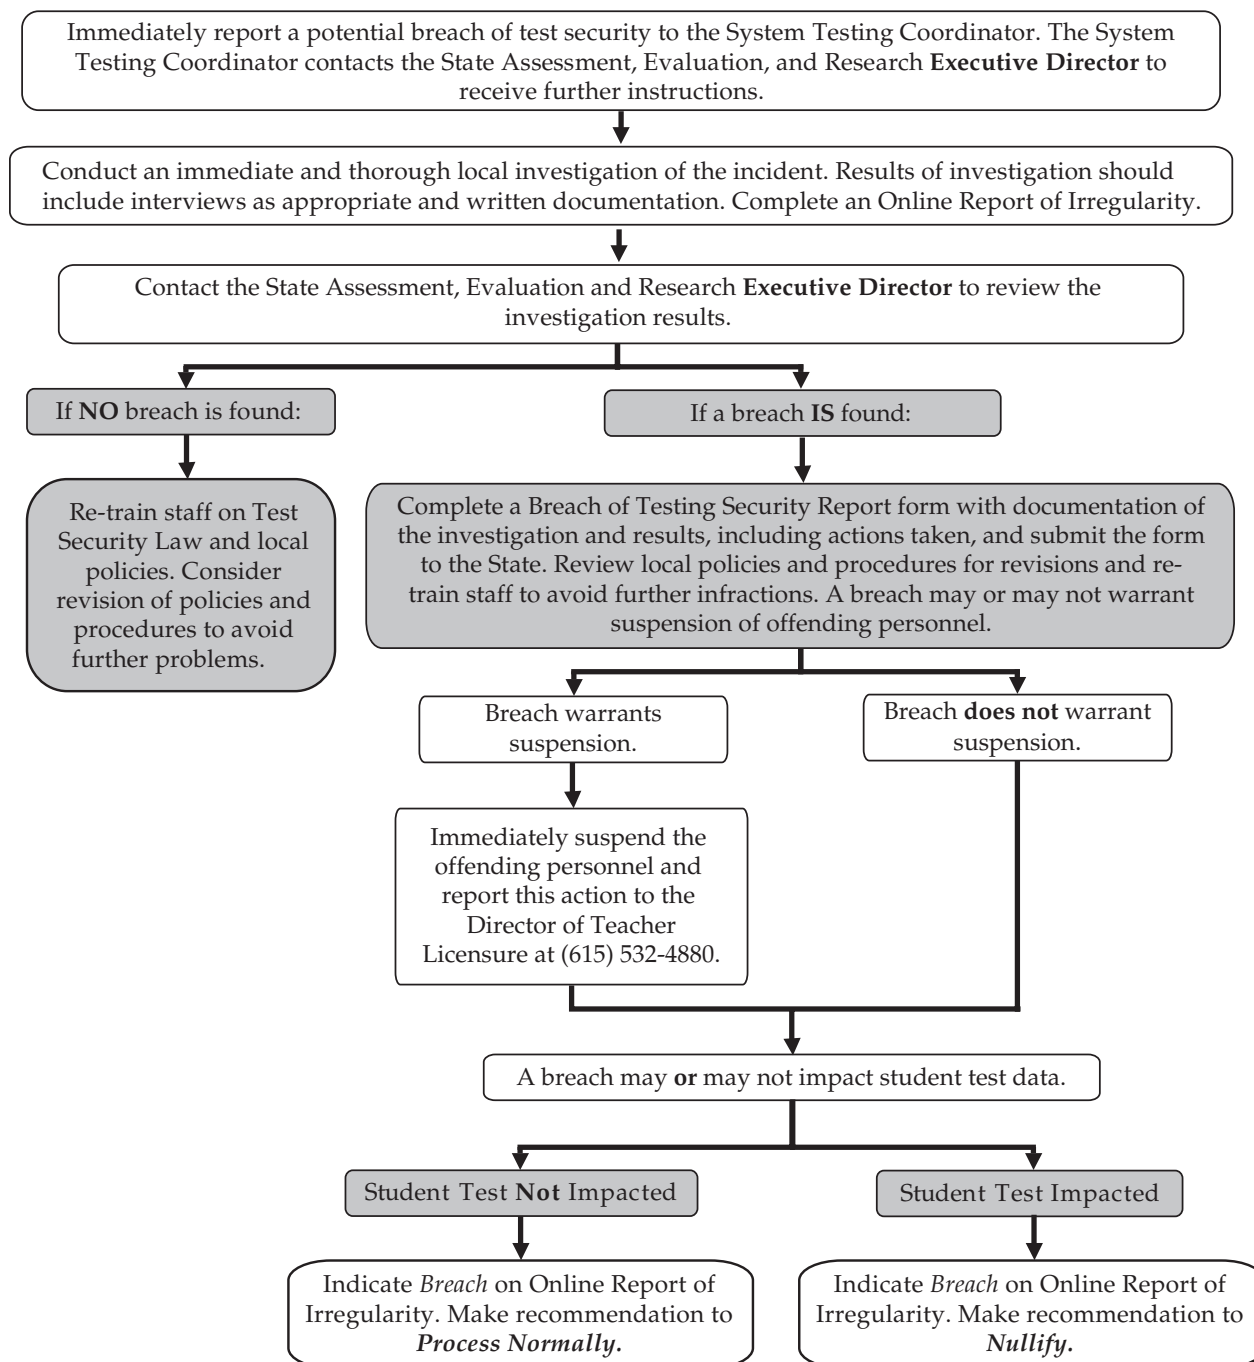 Immediately report a potential breach of test security to the System Testing Coordinator. The System
Testing Coordinator contacts the State Assessment, Evaluation, and Research Executive Director to
receive further instructions.
Conduct an immediate and thorough local investigation of the incident. Results of investigation should
include interviews as appropriate and written documentation. Complete an Online Report of Irregularity.
Contact the State Assessment, Evaluation and Research Executive Director to review the
investigation results.
If NO breach is found:
Re-train staff on Test
Security Law and local
policies. Consider
revision of policies and
procedures to avoid
further problems.
If a breach IS found:
Complete a Breach of Testing Security Report form with documentation of
the investigation and results, including actions taken, and submit the form
to the State. Review local policies and procedures for revisions and re-
train staff to avoid further infractions. A breach may or may not warrant
suspension of offending personnel.
Breach warrants
suspension.
Breach does not warrant
suspension.
Immediately suspend the
offending personnel and
report this action to the
Director of Teacher
Licensure at (615) 532-4880.
A breach may or may not impact student test data.
Student Test Not Impacted
Student Test Impacted
Indicate Breach on Online Report of
Irregularity. Make recommendation to
Process Normally.
Indicate Breach on Online Report of
Irregularity. Make recommendation to
Nullify.